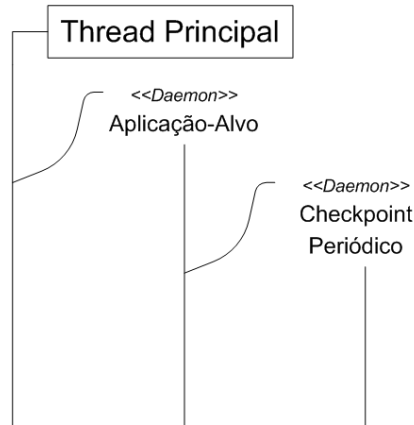 Thread Principal
<<Daemon>>
Aplicação-Alvo
<<Daemon>>
Checkpoint
Periódico